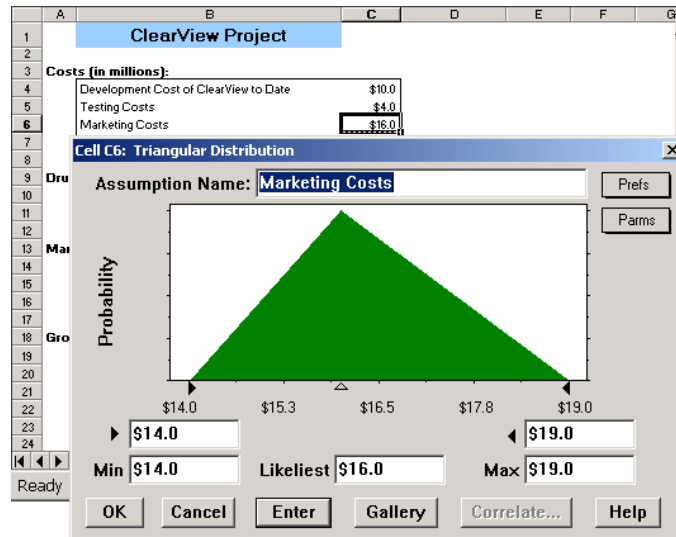 A B C D E F G
1 ClearView Project
2
3 Costs (in millions):
4 Development Cost of ClearView to Date $10.0
5 Testing Costs $4.0
6 Marketing Costs $16.0
7 Cell C6: Triangular Distribution
8
9 Dru Assumption Name: Marketing Costs Prefs
10
11 Parms
12
13 Mar
14
15
16
17
Probability
18 Gro
19
20
21
22 $14.0 $15.3 $16.5 $17.8 $19.0
23 $14.0 $19.0
24
Min $14.0 Likeliest $16.0 Max $19.0
Ready
OK Cancel Enter Gallery Correlate... Help